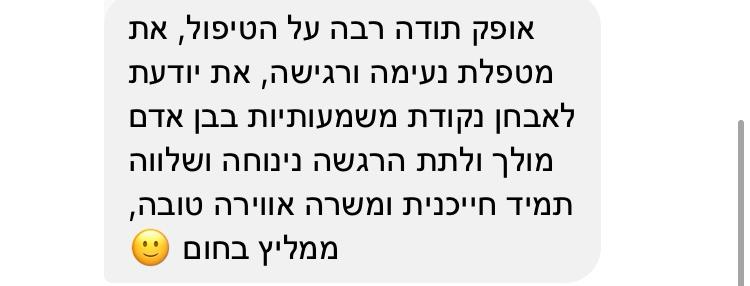 אופק תודה רבה על הטיפול, את
מטפלת נעימה ורגישה, את יודעת
לאבחן נקודת משמעותיות בבן אדם
מולך ולתת הרגשה נינוחה ושלווה
תמיד חייכנית ומשרה אווירה טובה,
ממליץ בחום 🙂